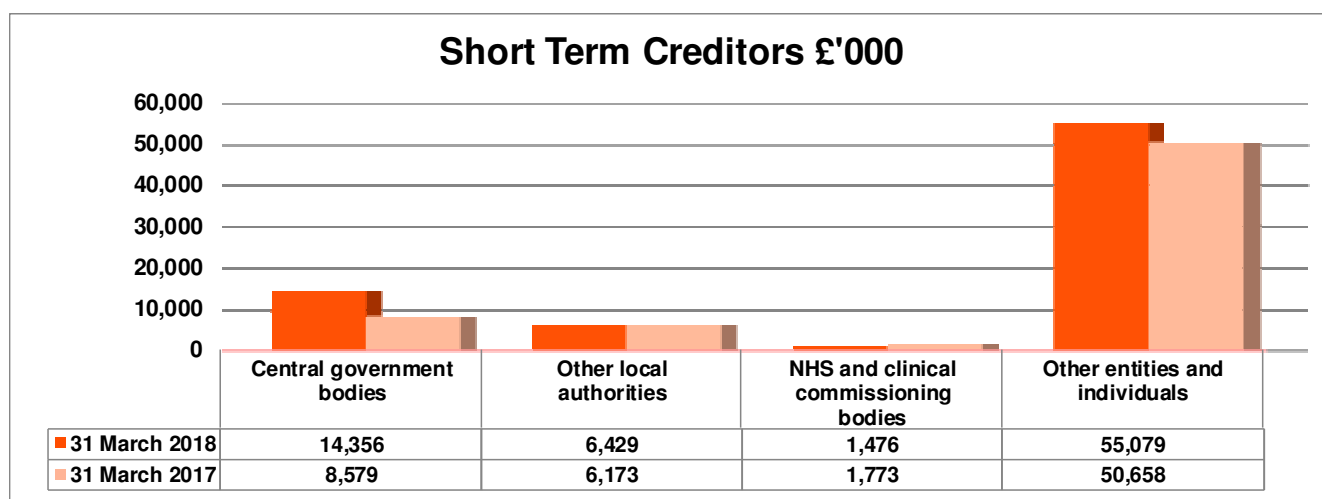 Short Term Creditors £'000
60,000
50,000
40,000
30,000
20,000
10,000
0
Central government bodies
Other local authorities
NHS and clinical commissioning bodies
Other entities and individuals
31 March 2018 14,356 6,429 1,476 55,079
31 March 2017 8,579 6,173 1,773 50,658